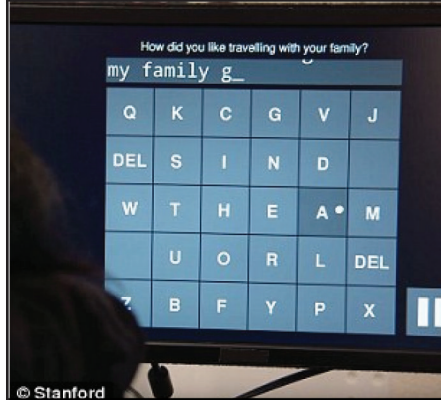 How did you like travelling with your family?
my family g_
Q K C G V J
DEL S I N D
W T H E A M
U O R L DEL
Z B F Y P X
© Stanford